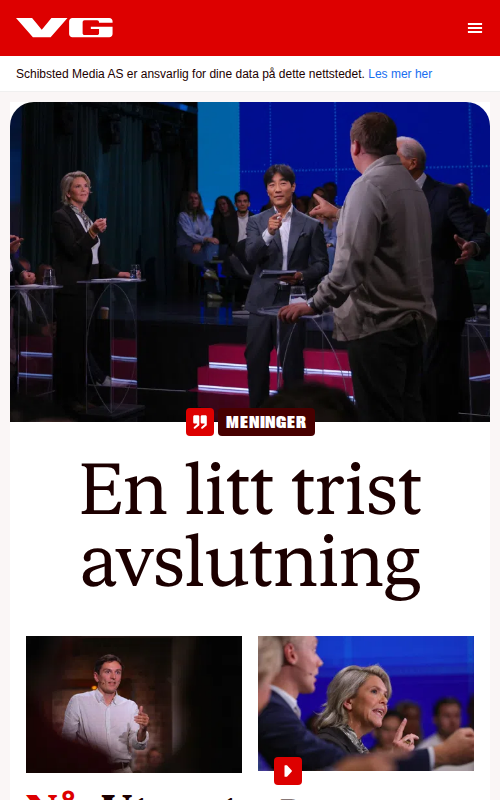 VG
Schibsted Media AS er ansvarlig for dine data på dette nettstedet. Les mer her
MENINGER
En litt trist
avslutning